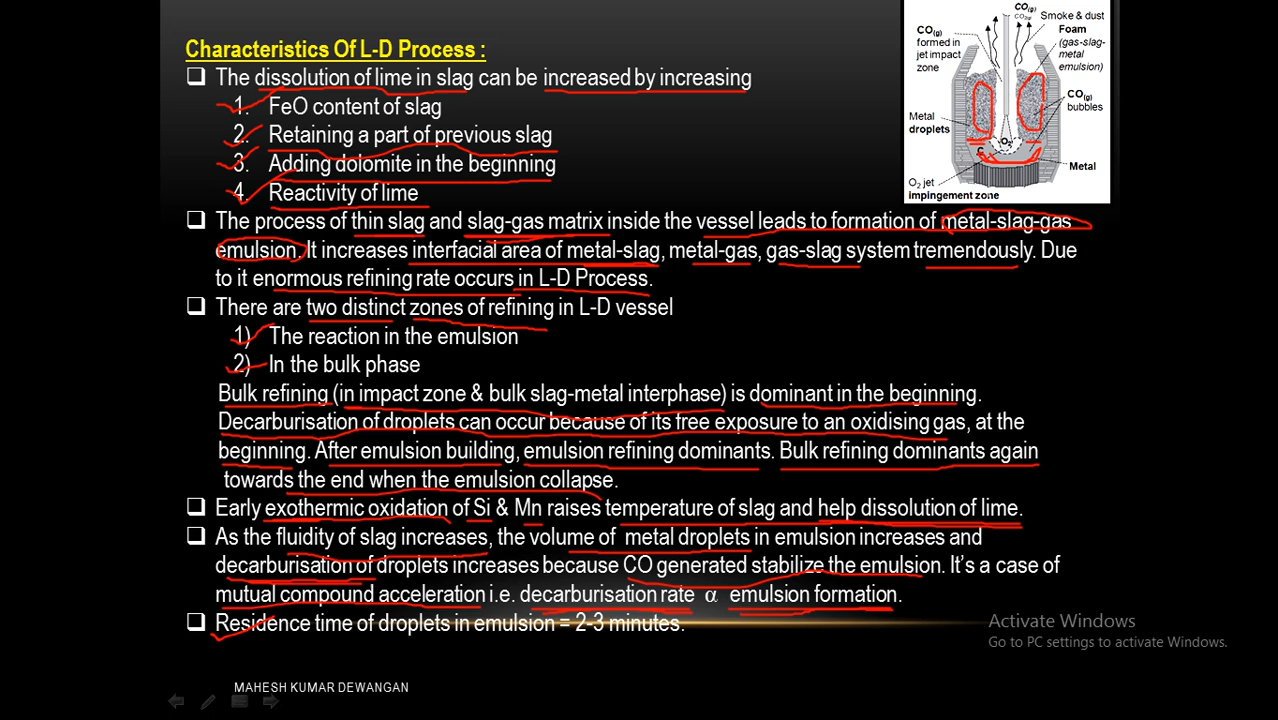 Characteristics Of L-D Process :
❑ The dissolution of lime in slag can be increased by increasing
1. FeO content of slag
2. Retaining a part of previous slag
3. Adding dolomite in the beginning
4. Reactivity of lime
❑ The process of thin slag and slag-gas matrix inside the vessel leads to formation of metal-slag-gas
emulsion. It increases interfacial area of metal-slag, metal-gas, gas-slag system tremendously. Due
to it enormous refining rate occurs in L-D Process.
❑ There are two distinct zones of refining in L-D vessel
1) The reaction in the emulsion
2) In the bulk phase
Bulk refining (in impact zone & bulk slag-metal interphase) is dominant in the beginning.
Decarburisation of droplets can occur because of its free exposure to an oxidising gas, at the
beginning. After emulsion building, emulsion refining dominants. Bulk refining dominants again
towards the end when the emulsion collapse.
❑ Early exothermic oxidation of Si & Mn raises temperature of slag and help dissolution of lime.
❑ As the fluidity of slag increases, the volume of metal droplets in emulsion increases and
decarburisation of droplets increases because CO generated stabilize the emulsion. It's a case of
mutual compound acceleration i.e. decarburisation rate α emulsion formation.
❑ Residence time of droplets in emulsion = 2-3 minutes.
CO(g)
Smoke & dust
CO(g)
formed in
jet impact
zone
Foam
(gas-slag-
metal
emulsion)
CO(g)
bubbles
Metal
droplets
O₂
C
Metal
O₂ jet
impingement zone
Activate Windows
Go to PC settings to activate Windows.
MAHESH KUMAR DEWANGAN